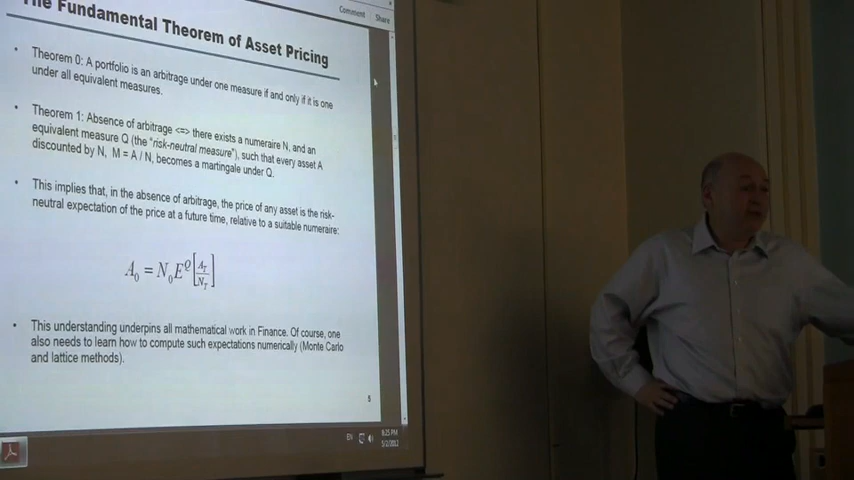 Comment Share
The Fundamental Theorem of Asset Pricing
• Theorem 0: A portfolio is an arbitrage under one measure if and only if it is one
under all equivalent measures.
• Theorem 1: Absence of arbitrage <=> there exists a numeraire N, and an
equivalent measure Q (the "risk-neutral measure"), such that every asset A
discounted by N, M = A / N, becomes a martingale under Q.
• This implies that, in the absence of arbitrage, the price of any asset is the risk-
neutral expectation of the price at a future time, relative to a suitable numeraire:
A₀ = N₀E^Q[A_T/N_T]
• This understanding underpins all mathematical work in Finance. Of course, one
also needs to learn how to compute such expectations numerically (Monte Carlo
and lattice methods).
5
EN
8:25 PM
5/2/2012